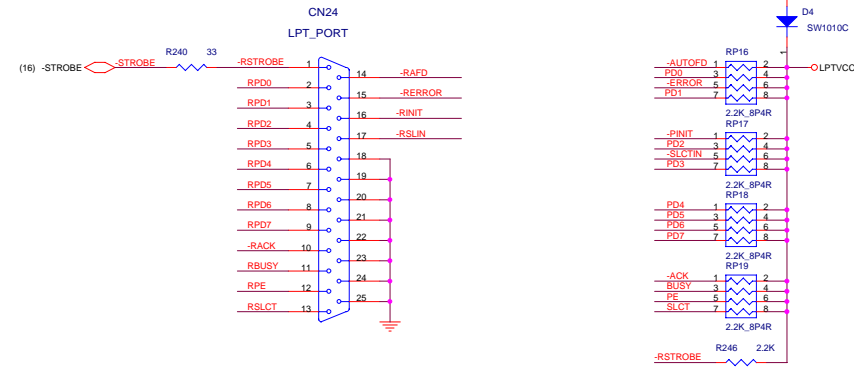 CN24
LPT_PORT
(16) -STROBE -STROBE R240 33 -RSTROBE 1
RPD0 2
RPD1 3
RPD2 4
RPD3 5
RPD4 6
RPD5 7
RPD6 8
RPD7 9
-RACK 10
RBUSY 11
RPE 12
RSLCT 13
14 -RAFD
15 -RERROR
16 -RINIT
17 -RSLIN
18
19
20
21
22
23
24
25
D4
SW1010C
1
LPTVCC
RP16
-AUTOFD 1 2
PD0 3 4
-ERROR 5 6
PD1 7 8
2.2K_8P4R
RP17
-PINIT 1 2
PD2 3 4
-SLCTIN 5 6
PD3 7 8
2.2K_8P4R
RP18
PD4 1 2
PD5 3 4
PD6 5 6
PD7 7 8
2.2K_8P4R
RP19
-ACK 1 2
BUSY 3 4
PE 5 6
SLCT 7 8
2.2K_8P4R
R246 2.2K
-RSTROBE